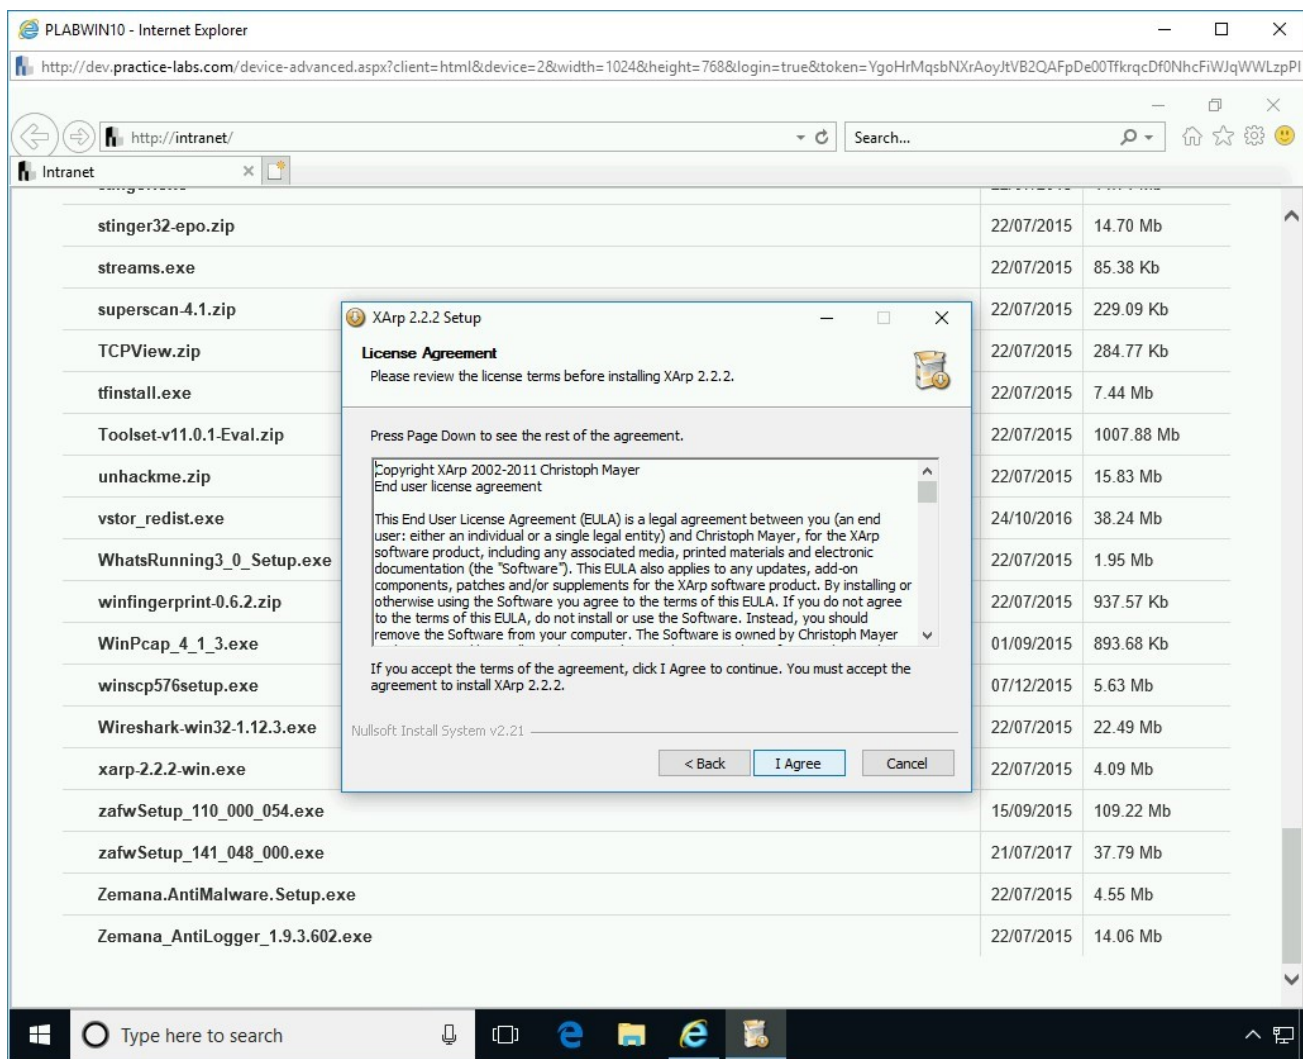 PLABWIN10 - Internet Explorer
http://dev.practice-labs.com/device-advanced.aspx?client=html&device=2&width=1024&height=768&login=true&token=YgoHrMqsbNXrAoyJtVB2QAFpDe00TfkrqcDf0NhcFiWJqWWLzpPl
http://intranet/
Search...
Intranet
stinger32-epo.zip 22/07/2015 14.70 Mb
streams.exe 22/07/2015 85.38 Kb
superscan-4.1.zip 22/07/2015 229.09 Kb
TCPView.zip 22/07/2015 284.77 Kb
tfinstall.exe 22/07/2015 7.44 Mb
Toolset-v11.0.1-Eval.zip 22/07/2015 1007.88 Mb
unhackme.zip 22/07/2015 15.83 Mb
vstor_redist.exe 24/10/2016 38.24 Mb
WhatsRunning3_0_Setup.exe 22/07/2015 1.95 Mb
winfingerprint-0.6.2.zip 22/07/2015 937.57 Kb
WinPcap_4_1_3.exe 01/09/2015 893.68 Kb
winscp576setup.exe 07/12/2015 5.63 Mb
Wireshark-win32-1.12.3.exe 22/07/2015 22.49 Mb
xarp-2.2.2-win.exe 22/07/2015 4.09 Mb
zafwSetup_110_000_054.exe 15/09/2015 109.22 Mb
zafwSetup_141_048_000.exe 21/07/2017 37.79 Mb
Zemana.AntiMalware.Setup.exe 22/07/2015 4.55 Mb
Zemana_AntiLogger_1.9.3.602.exe 22/07/2015 14.06 Mb
XArp 2.2.2 Setup
License Agreement
Please review the license terms before installing XArp 2.2.2.
Press Page Down to see the rest of the agreement.
Copyright XArp 2002-2011 Christoph Mayer
End user license agreement
This End User License Agreement (EULA) is a legal agreement between you (an end
user: either an individual or a single legal entity) and Christoph Mayer, for the XArp
software product, including any associated media, printed materials and electronic
documentation (the "Software"). This EULA also applies to any updates, add-on
components, patches and/or supplements for the XArp software product. By installing or
otherwise using the Software you agree to the terms of this EULA. If you do not agree
to the terms of this EULA, do not install or use the Software. Instead, you should
remove the Software from your computer. The Software is owned by Christoph Mayer
If you accept the terms of the agreement, click I Agree to continue. You must accept the
agreement to install XArp 2.2.2.
Nullsoft Install System v2.21
< Back
I Agree
Cancel
Type here to search